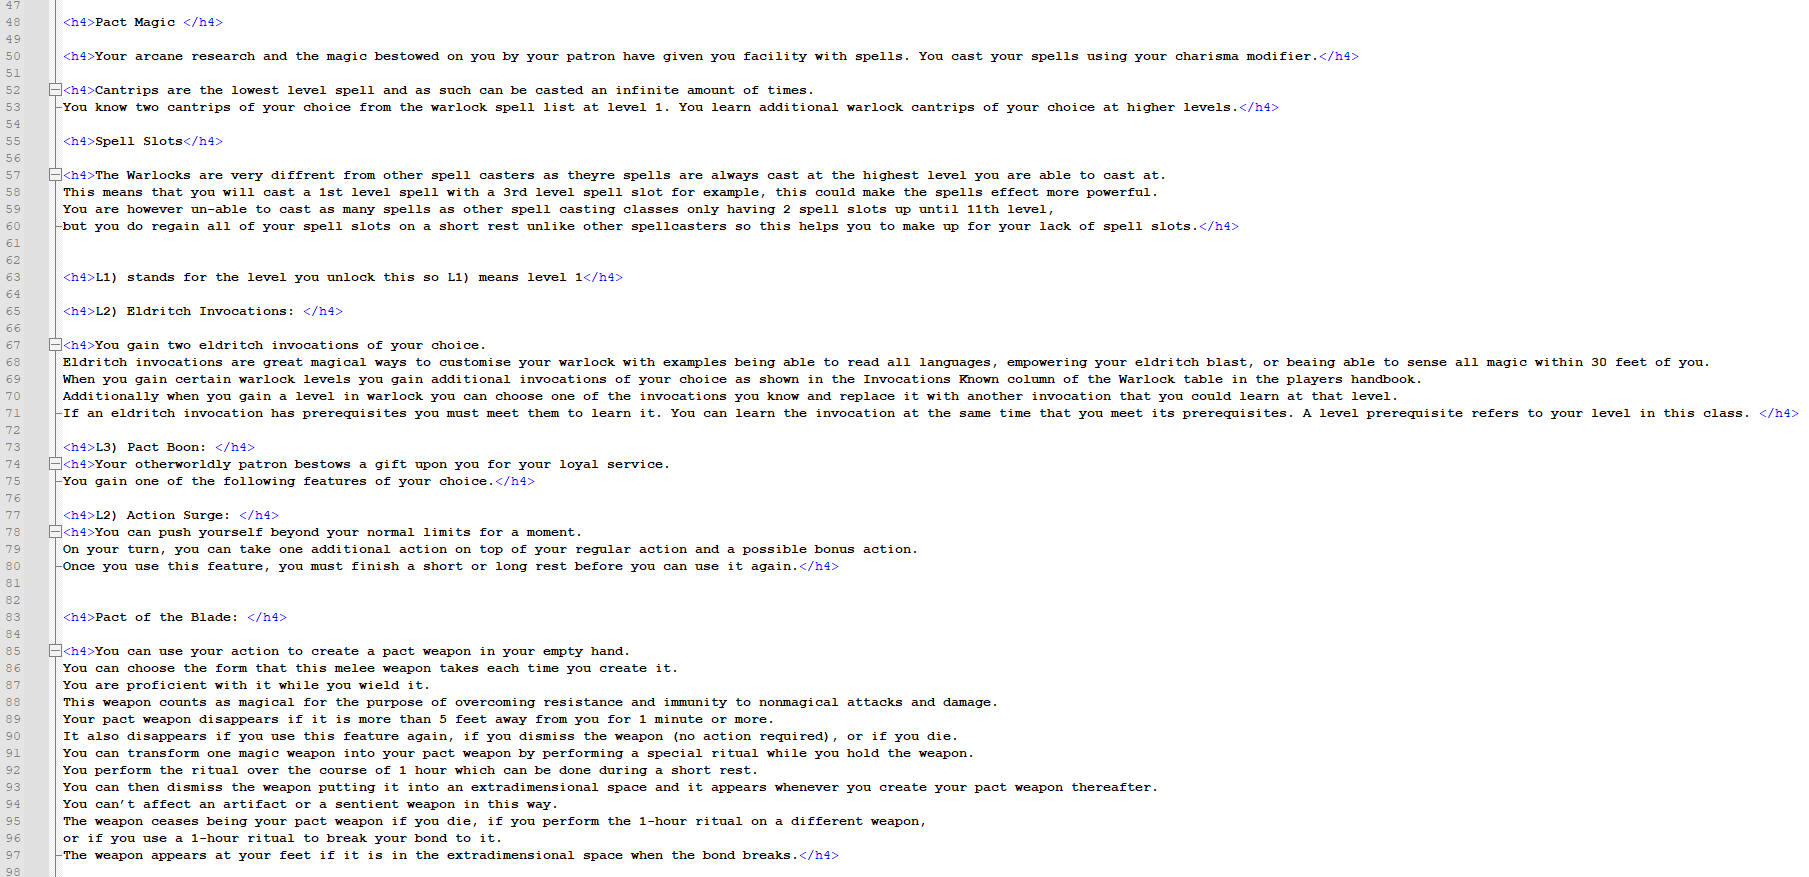 47
48 <h4>Pact Magic </h4>
49
50 <h4>Your arcane research and the magic bestowed on you by your patron have given you facility with spells. You cast your spells using your charisma modifier.</h4>
51
52 <h4>Cantrips are the lowest level spell and as such can be casted an infinite amount of times.
53 You know two cantrips of your choice from the warlock spell list at level 1. You learn additional warlock cantrips of your choice at higher levels.</h4>
54
55 <h4>Spell Slots</h4>
56
57 <h4>The Warlocks are very diffrent from other spell casters as theyre spells are always cast at the highest level you are able to cast at.
58 This means that you will cast a 1st level spell with a 3rd level spell slot for example, this could make the spells effect more powerful.
59 You are however un-able to cast as many spells as other spell casting classes only having 2 spell slots up until 11th level,
60 but you do regain all of your spell slots on a short rest unlike other spellcasters so this helps you to make up for your lack of spell slots.</h4>
61
62
63 <h4>L1) stands for the level you unlock this so L1) means level 1</h4>
64
65 <h4>L2) Eldritch Invocations: </h4>
66
67 <h4>You gain two eldritch invocations of your choice.
68 Eldritch invocations are great magical ways to customise your warlock with examples being able to read all languages, empowering your eldritch blast, or beaing able to sense all magic within 30 feet of you.
69 When you gain certain warlock levels you gain additional invocations of your choice as shown in the Invocations Known column of the Warlock table in the players handbook.
70 Additionally when you gain a level in warlock you can choose one of the invocations you know and replace it with another invocation that you could learn at that level.
71 If an eldritch invocation has prerequisites you must meet them to learn it. You can learn the invocation at the same time that you meet its prerequisites. A level prerequisite refers to your level in this class. </h4>
72
73 <h4>L3) Pact Boon: </h4>
74 <h4>Your otherworldly patron bestows a gift upon you for your loyal service.
75 You gain one of the following features of your choice.</h4>
76
77 <h4>L2) Action Surge: </h4>
78 <h4>You can push yourself beyond your normal limits for a moment.
79 On your turn, you can take one additional action on top of your regular action and a possible bonus action.
80 Once you use this feature, you must finish a short or long rest before you can use it again.</h4>
81
82
83 <h4>Pact of the Blade: </h4>
84
85 <h4>You can use your action to create a pact weapon in your empty hand.
86 You can choose the form that this melee weapon takes each time you create it.
87 You are proficient with it while you wield it.
88 This weapon counts as magical for the purpose of overcoming resistance and immunity to nonmagical attacks and damage.
89 Your pact weapon disappears if it is more than 5 feet away from you for 1 minute or more.
90 It also disappears if you use this feature again, if you dismiss the weapon (no action required), or if you die.
91 You can transform one magic weapon into your pact weapon by performing a special ritual while you hold the weapon.
92 You perform the ritual over the course of 1 hour which can be done during a short rest.
93 You can then dismiss the weapon putting it into an extradimensional space and it appears whenever you create your pact weapon thereafter.
94 You can’t affect an artifact or a sentient weapon in this way.
95 The weapon ceases being your pact weapon if you die, if you perform the 1-hour ritual on a different weapon,
96 or if you use a 1-hour ritual to break your bond to it.
97 The weapon appears at your feet if it is in the extradimensional space when the bond breaks.</h4>
98